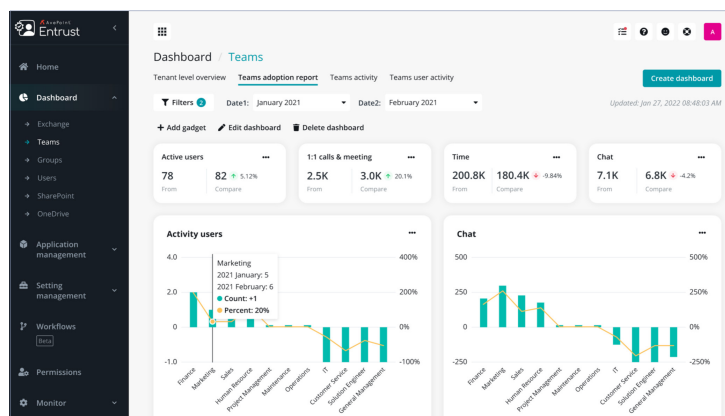 AvePoint
Entrust
Home
Dashboard
Exchange
Teams
Groups
Users
SharePoint
OneDrive
Application
management
Setting
management
Workflows
Beta
Permissions
Monitor
A
Dashboard / Teams
Tenant level overview Teams adoption report Teams activity Teams user activity
Create dashboard
Filters 2 Date1: January 2021 Date2: February 2021
Updated: Jan 27, 2022 08:48:03 AM
+ Add gadget Edit dashboard Delete dashboard
Active users
78 82 5.12%
From Compare
1:1 calls & meeting
2.5K 3.0K 20.1%
From Compare
Time
200.8K 180.4K -9.84%
From Compare
Chat
7.1K 6.8K -4.2%
From Compare
Activity users
4.0 400%
2.0 200%
0 0%
-1.0 -100%
Marketing
2021 January: 5
2021 February: 6
Count: +1
Percent: 20%
Finance
Marketing
Sales
Human Resource
Project Management
Maintenance
Operations
IT
Customer Service
Solution Engineer
General Management
Chat
500 500%
250 250%
0 0%
-250 -250%
Finance
Marketing
Sales
Human Resource
Project Management
Maintenance
Operations
IT
Customer Service
Solution Engineer
General Management